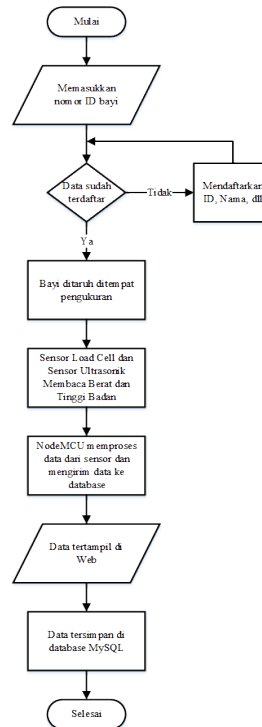 Mulai
Memasukkan
nomor ID bayi
Data sudah
terdaftar
Tidak
Mendaftarkan
ID, Nama, dll
Ya
Bayi ditaruh ditempat
pengukuran
Sensor Load Cell dan
Sensor Ultrasonik
Membaca Berat dan
Tinggi Badan
NodeMCU memproses
data dari sensor dan
mengirim data ke
database
Data tertampil di
Web
Data tersimpan di
database MySQL
Selesai